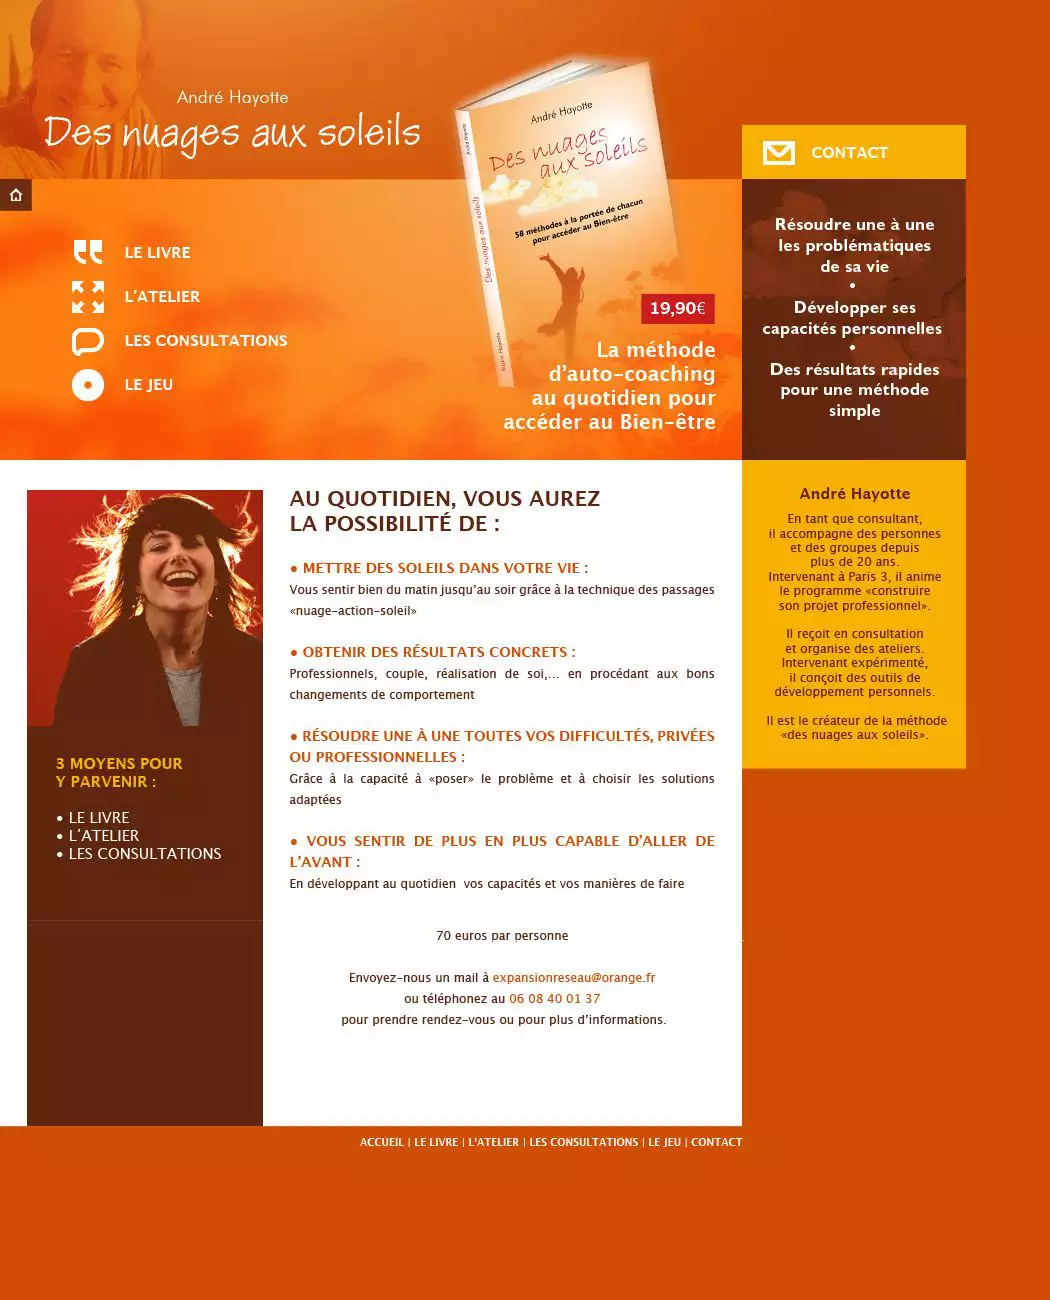 André Hayotte
Des nuages aux soleils
André Hayotte
Des nuages
aux soleils
58 méthodes à la portée de chacun
pour accéder au Bien-être
André Hayotte
Des nuages aux soleils
André Hayotte
CONTACT
LE LIVRE
L'ATELIER
LES CONSULTATIONS
LE JEU
19,90€
La méthode
d'auto-coaching
au quotidien pour
accéder au Bien-être
Résoudre une à une
les problématiques
de sa vie
•
Développer ses
capacités personnelles
•
Des résultats rapides
pour une méthode
simple
3 MOYENS POUR
Y PARVENIR :
• LE LIVRE
• L'ATELIER
• LES CONSULTATIONS
AU QUOTIDIEN, VOUS AUREZ
LA POSSIBILITÉ DE :
• METTRE DES SOLEILS DANS VOTRE VIE :
Vous sentir bien du matin jusqu'au soir grâce à la technique des passages
«nuage-action-soleil»
• OBTENIR DES RÉSULTATS CONCRETS :
Professionnels, couple, réalisation de soi,... en procédant aux bons
changements de comportement
• RÉSOUDRE UNE À UNE TOUTES VOS DIFFICULTÉS, PRIVÉES
OU PROFESSIONNELLES :
Grâce à la capacité à «poser» le problème et à choisir les solutions
adaptées
• VOUS SENTIR DE PLUS EN PLUS CAPABLE D'ALLER DE
L'AVANT :
En développant au quotidien vos capacités et vos manières de faire
70 euros par personne
Envoyez-nous un mail à expansionreseau@orange.fr
ou téléphonez au 06 08 40 01 37
pour prendre rendez-vous ou pour plus d'informations.
André Hayotte
En tant que consultant,
il accompagne des personnes
et des groupes depuis
plus de 20 ans.
Intervenant à Paris 3, il anime
le programme «construire
son projet professionnel».
Il reçoit en consultation
et organise des ateliers.
Intervenant expérimenté,
il conçoit des outils de
développement personnels.
Il est le créateur de la méthode
«des nuages aux soleils».
ACCUEIL | LE LIVRE | L'ATELIER | LES CONSULTATIONS | LE JEU | CONTACT